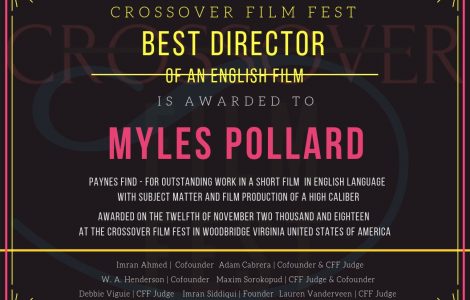 CROSSOVER FILM FEST
BEST DIRECTOR
OF AN ENGLISH FILM
IS AWARDED TO
MYLES POLLARD
PAYNES FIND - FOR OUTSTANDING WORK IN A SHORT FILM IN ENGLISH LANGUAGE
WITH SUBJECT MATTER AND FILM PRODUCTION OF A HIGH CALIBER
AWARDED ON THE TWELFTH OF NOVEMBER TWO THOUSAND AND EIGHTEEN
AT THE CROSSOVER FILM FEST IN WOODBRIDGE VIRGINIA UNITED STATES OF AMERICA
Imran Ahmed | Cofounder Adam Cabrera | Cofounder & CFF Judge
W. A. Henderson | Cofounder Maxim Sorokopud | CFF Judge & Cofounder
Debbie Viguie | CFF Judge Imran Siddiqui | Founder Lauren Vanderveen | CFF Judge
CROSSOVER
FILM